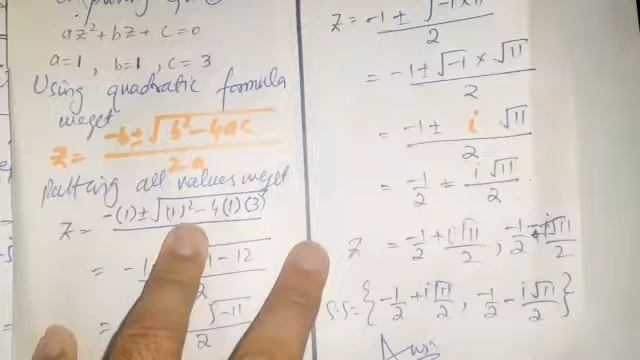 az² + bz + c = 0
a = 1, b = 1, c = 3
Using quadratic formula
we get
z = -b ± √b² - 4ac / 2-a
Putting all values we get
z = -(1) ± √(1)² - 4(1)(3)
= -1 1 - 12 / 2
= √-11 / 2
z = -1 ± √-1 × 11 / 2
= -1 ± √-1 × √11 / 2
= -1 ± i √11 / 2
= -1/2 ± i√11 / 2
z = -1/2 + i√11 / 2 , -1/2 - i√11 / 2
S.S = { -1/2 + i√11 / 2 , -1/2 - i√11 / 2 }